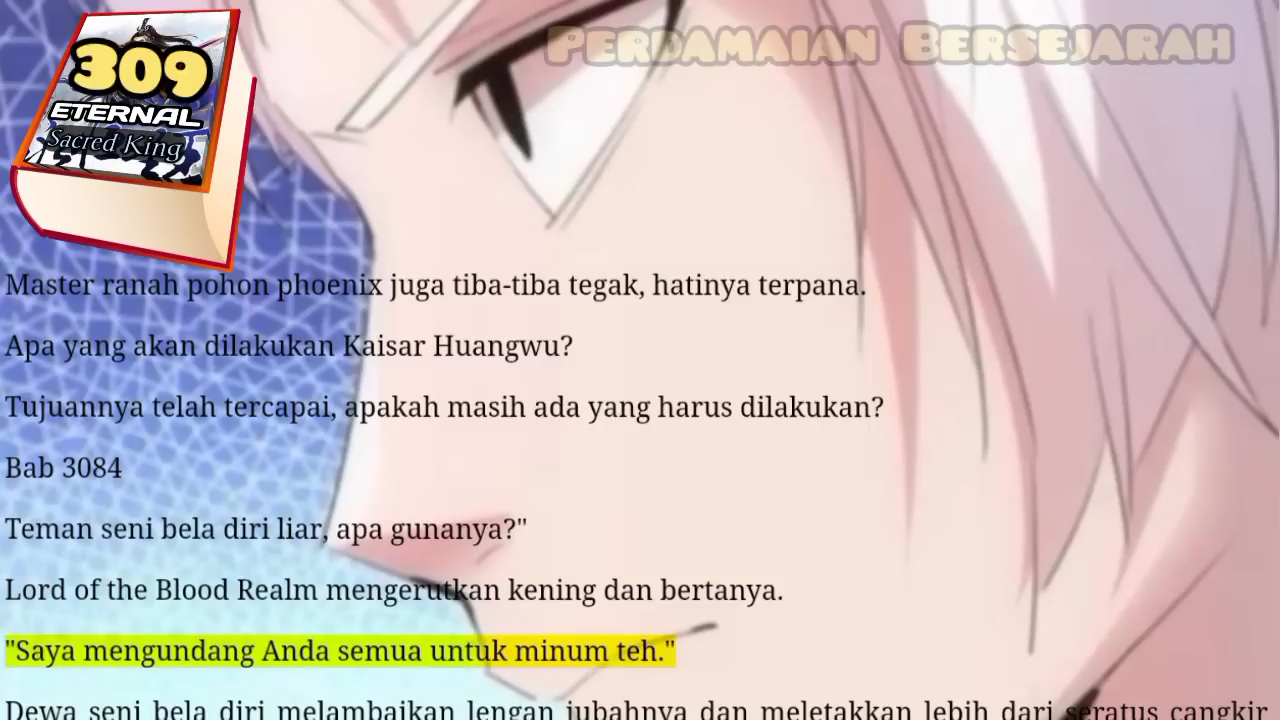 309
ETERNAL
Sacred King
PERDAMAIAN BERSEJARAH
Master ranah pohon phoenix juga tiba-tiba tegak, hatinya terpana.
Apa yang akan dilakukan Kaisar Huangwu?
Tujuannya telah tercapai, apakah masih ada yang harus dilakukan?
Bab 3084
Teman seni bela diri liar, apa gunanya?"
Lord of the Blood Realm mengerutkan kening dan bertanya.
"Saya mengundang Anda semua untuk minum teh."
Dewa seni bela diri melambaikan lengan jubahnya dan meletakkan lebih dari seratus cangkir